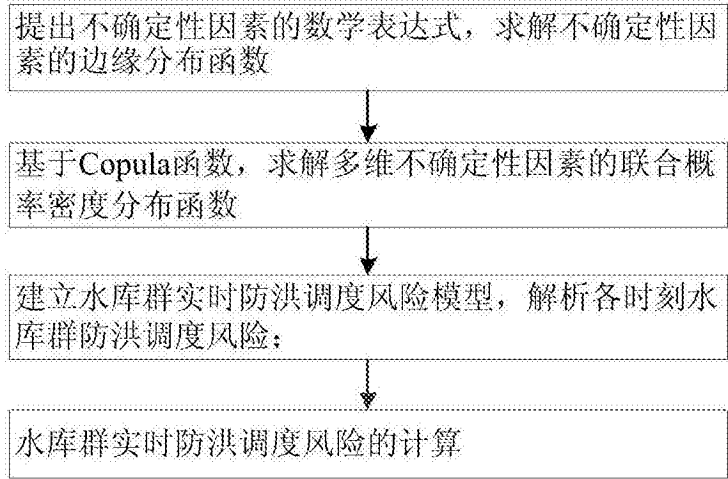 提出不确定性因素的数学表达式，求解不确定性因
素的边缘分布函数
基于Copula函数，求解多维不确定性因素的联合概
率密度分布函数
建立水库群实时防洪调度风险模型，解析各时刻水
库群防洪调度风险；
水库群实时防洪调度风险的计算